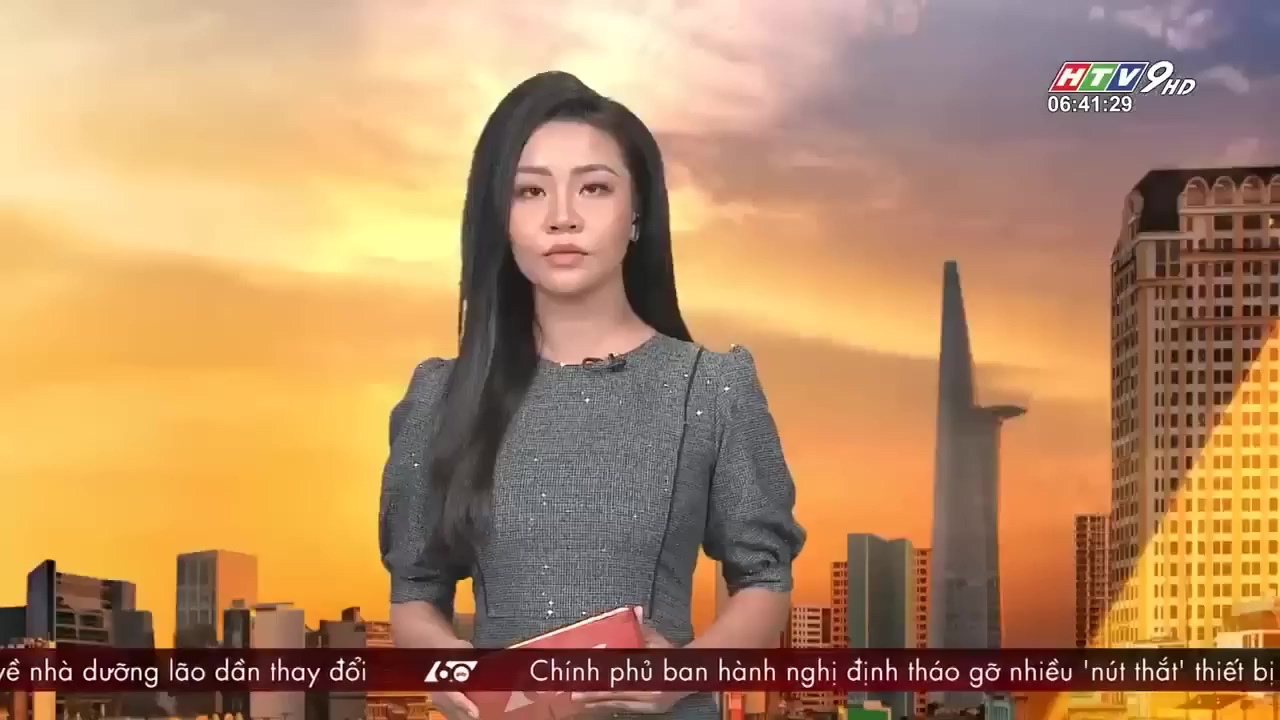 HTV9HD
06:41:29
về nhà dưỡng lão dần thay đổi 60 Chính phủ ban hành nghị định tháo gỡ nhiều 'nút thắt' thiết bị